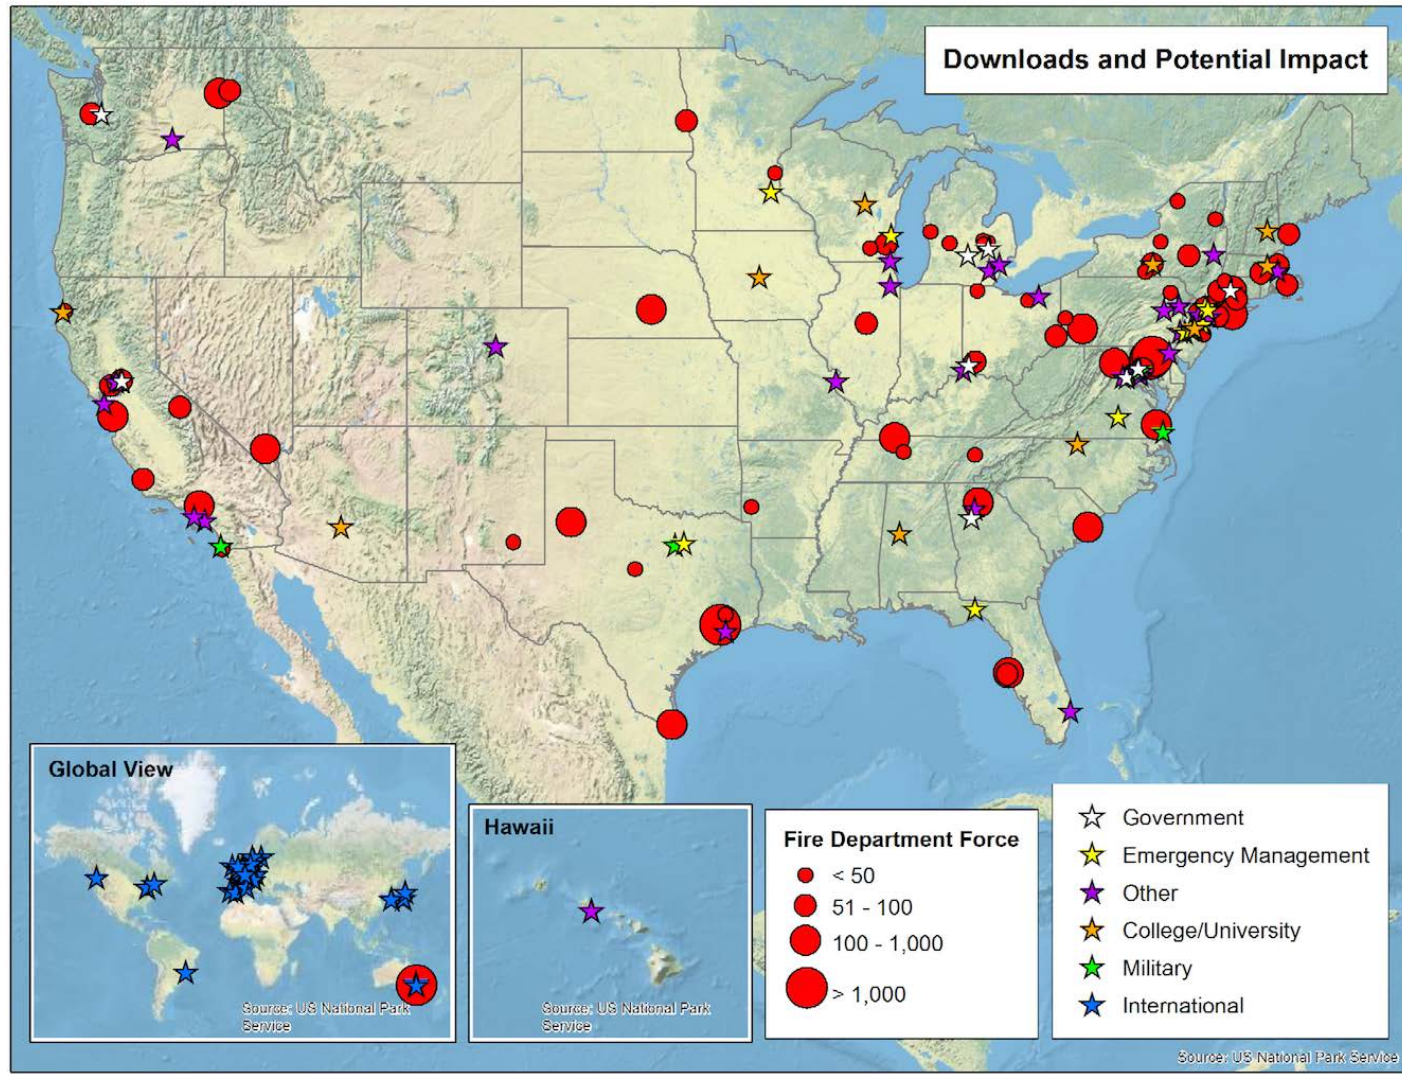 Downloads and Potential Impact
Global View
Source: US National Park
Service
Hawaii
Source: US National Park
Service
Fire Department Force
< 50
51 - 100
100 - 1,000
> 1,000
Government
Emergency Management
Other
College/University
Military
International
Source: US National Park Service